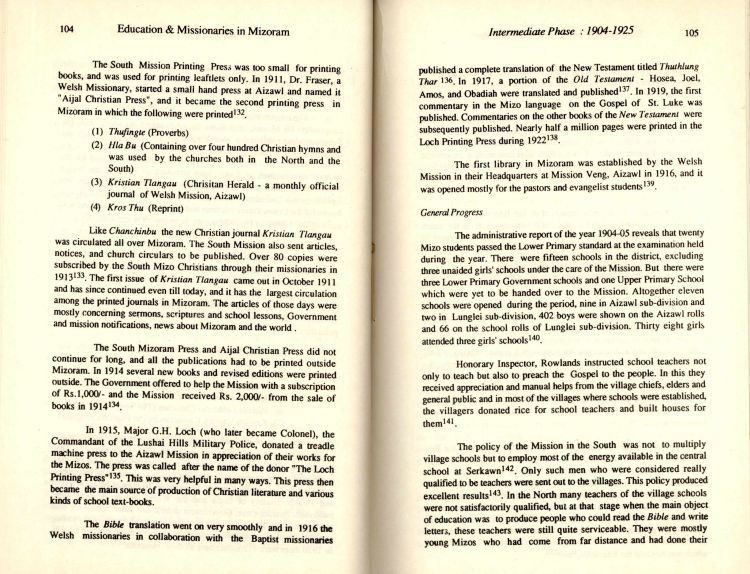 104
Education & Missionaries in Mizoram
The South Mission Printing Press was too small for printing
books, and was used for printing leaftlets only. In 1911, Dr. Fraser, a
Welsh Missionary, started a small hand press at Aizawl and named it
"Aijal Christian Press", and it became the second printing press in
Mizoram in which the following were printed132.
(1) Thufingte (Proverbs)
(2) Hla Bu (Containing over four hundred Christian hymns and
was used by the churches both in the North and the
South)
(3) Kristian Tlangau (Chrisitan Herald - a monthly official
journal of Welsh Mission, Aizawl)
(4) Kros Thu (Reprint)
Like Chanchinbu the new Christian journal Kristian Tlangau
was circulated all over Mizoram. The South Mission also sent articles,
notices, and church circulars to be published. Over 80 copies were
subscribed by the South Mizo Christians through their missionaries in
1913133. The first issue of Kristian Tlangau came out in October 1911
and has since continued even till today, and it has the largest circulation
among the printed journals in Mizoram. The articles of those days were
mostly concerning sermons, scriptures and school lessons, Government
and mission notifications, news about Mizoram and the world .
The South Mizoram Press and Aijal Christian Press did not
continue for long, and all the publications had to be printed outside
Mizoram. In 1914 several new books and revised editions were printed
outside. The Government offered to help the Mission with a subscription
of Rs.1,000/- and the Mission received Rs. 2,000/- from the sale of
books in 1914134.
In 1915, Major G.H. Loch (who later became Colonel), the
Commandant of the Lushai Hills Military Police, donated a treadle
machine press to the Aizawl Mission in appreciation of their works for
the Mizos. The press was called after the name of the donor "The Loch
Printing Press"135. This was very helpful in many ways. This press then
became the main source of production of Christian literature and various
kinds of school text-books.
The Bible translation went on very smoothly and in 1916 the
Welsh missionaries in collaboration with the Baptist missionaries
Intermediate Phase : 1904-1925
105
published a complete translation of the New Testament titled Thuthlung
Thar 136. In 1917, a portion of the Old Testament - Hosea, Joel,
Amos, and Obadiah were translated and published137. In 1919, the first
commentary in the Mizo language on the Gospel of St. Luke was
published. Commentaries on the other books of the New Testament were
subsequently published. Nearly half a million pages were printed in the
Loch Printing Press during 1922138.
The first library in Mizoram was established by the Welsh
Mission in their Headquarters at Mission Veng, Aizawl in 1916, and it
was opened mostly for the pastors and evangelist students139.
General Progress
The administrative report of the year 1904-05 reveals that twenty
Mizo students passed the Lower Primary standard at the examination held
during the year. There were fifteen schools in the district, excluding
three unaided girls' schools under the care of the Mission. But there were
three Lower Primary Government schools and one Upper Primary School
which were yet to be handed over to the Mission. Altogether eleven
schools were opened during the period, nine in Aizawl sub-division and
two in Lunglei sub-division, 402 boys were shown on the Aizawl rolls
and 66 on the school rolls of Lunglei sub-division. Thirty eight girls
attended three girls' schools140.
Honorary Inspector, Rowlands instructed school teachers not
only to teach but also to preach the Gospel to the people. In this they
received appreciation and manual helps from the village chiefs, elders and
general public and in most of the villages where schools were established,
the villagers donated rice for school teachers and built houses for
them141.
The policy of the Mission in the South was not to multiply
village schools but to employ most of the energy available in the central
school at Serkawn142. Only such men who were considered really
qualified to be teachers were sent out to the villages. This policy produced
excellent results143. In the North many teachers of the village schools
were not satisfactorily qualified, but at that stage when the main object
of education was to produce people who could read the Bible and write
letters, these teachers were still quite serviceable. They were mostly
young Mizos who had come from far distance and had done their